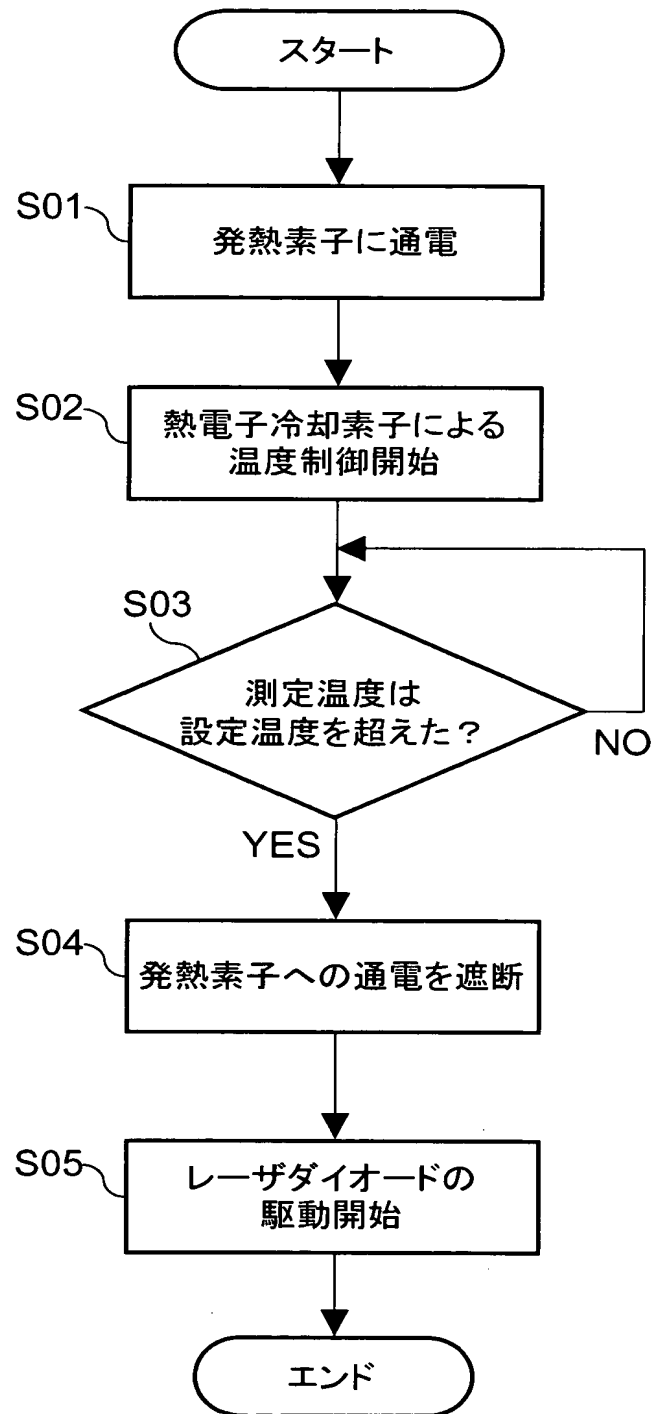 スタート
S01
発熱素子に通電
S02
熱電子冷却素子による
温度制御開始
S03
測定温度は
設定温度を超えた？
NO
YES
S04
発熱素子への通電を遮断
S05
レーザダイオードの
駆動開始
エンド